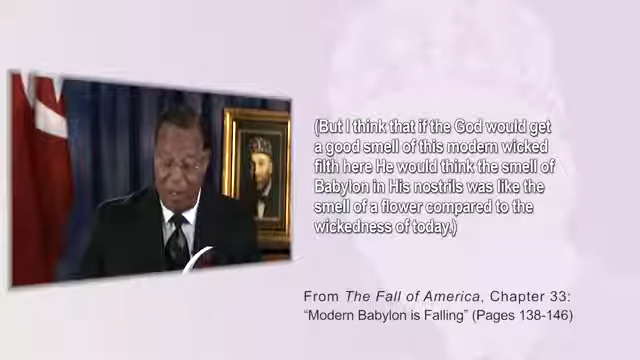 (But I think that if the God would get
a good smell of this modern wicked
filth here He would think the smell of
Babylon in His nostrils was like the
smell of a flower compared to the
wickedness of today.)
From The Fall of America, Chapter 33:
“Modern Babylon is Falling” (Pages 138-146)